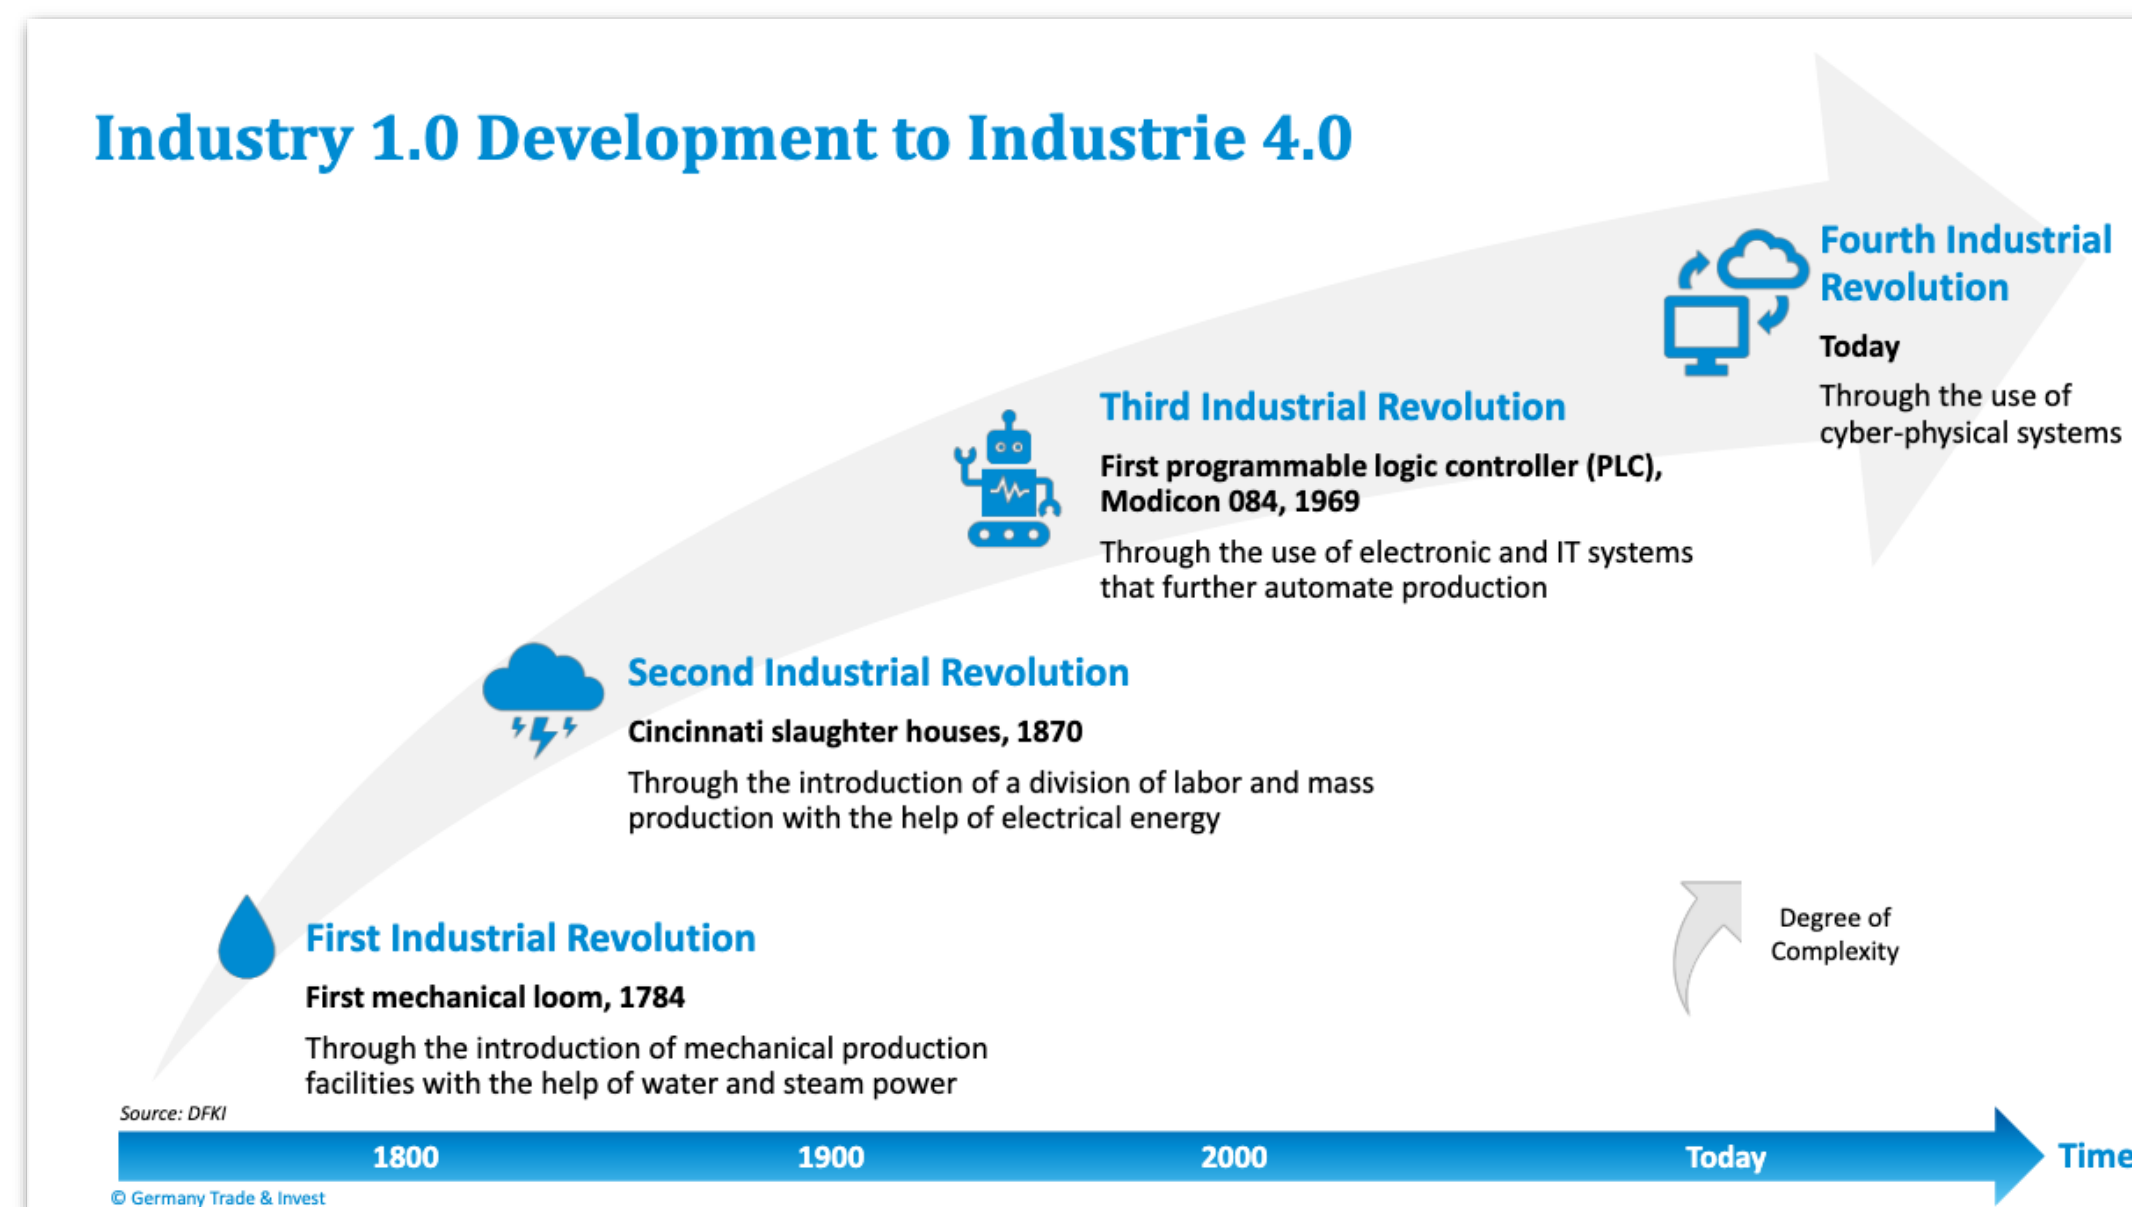 Industry 1.0 Development to Industrie 4.0
Fourth Industrial
Revolution
Today
Through the use of
cyber-physical systems
Third Industrial Revolution
First programmable logic controller (PLC),
Modicon 084, 1969
Through the use of electronic and IT systems
that further automate production
Second Industrial Revolution
Cincinnati slaughter houses, 1870
Through the introduction of a division of labor and mass
production with the help of electrical energy
First Industrial Revolution
First mechanical loom, 1784
Through the introduction of mechanical production
facilities with the help of water and steam power
Degree of
Complexity
Source: DFKI
1800 1900 2000 Today Time
© Germany Trade & Invest